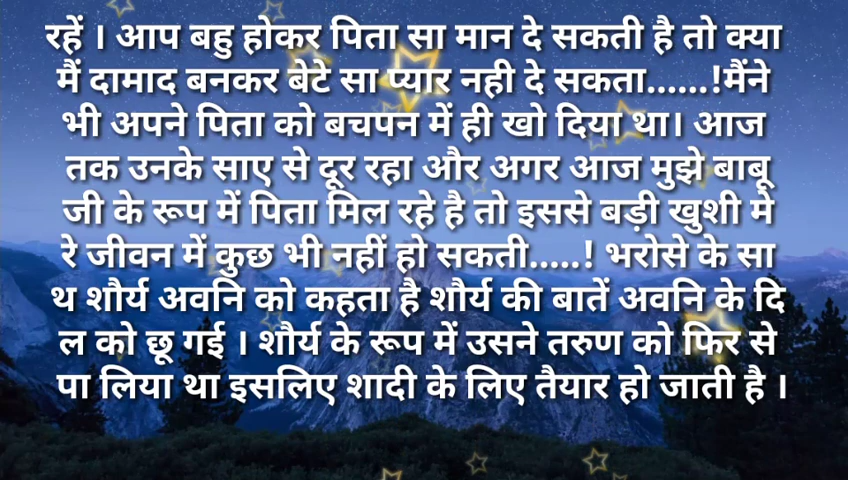 रहें । आप बहु होकर पिता सा मान दे सकती है तो क्या
मैं दामाद बनकर बेटे सा प्यार नही दे सकता......!मैंने
भी अपने पिता को बचपन में ही खो दिया था। आज
तक उनके साए से दूर रहा और अगर आज मुझे बाबू
जी के रूप में पिता मिल रहे है तो इससे बड़ी खुशी मे
रे जीवन में कुछ भी नहीं हो सकती.....! भरोसे के सा
थ शौर्य अवनि को कहता है शौर्य की बातें अवनि के दि
ल को छू गई । शौर्य के रूप में उसने तरुण को फिर से
पा लिया था इसलिए शादी के लिए तैयार हो जाती है ।